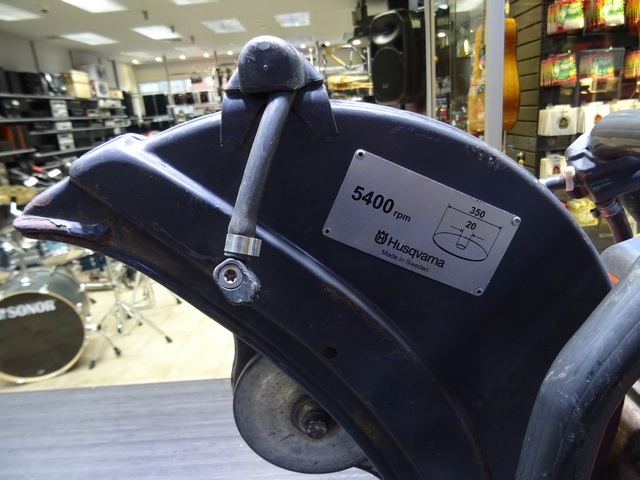 5400 rpm
350
20
Husqvarna
Made in Sweden
SONOR